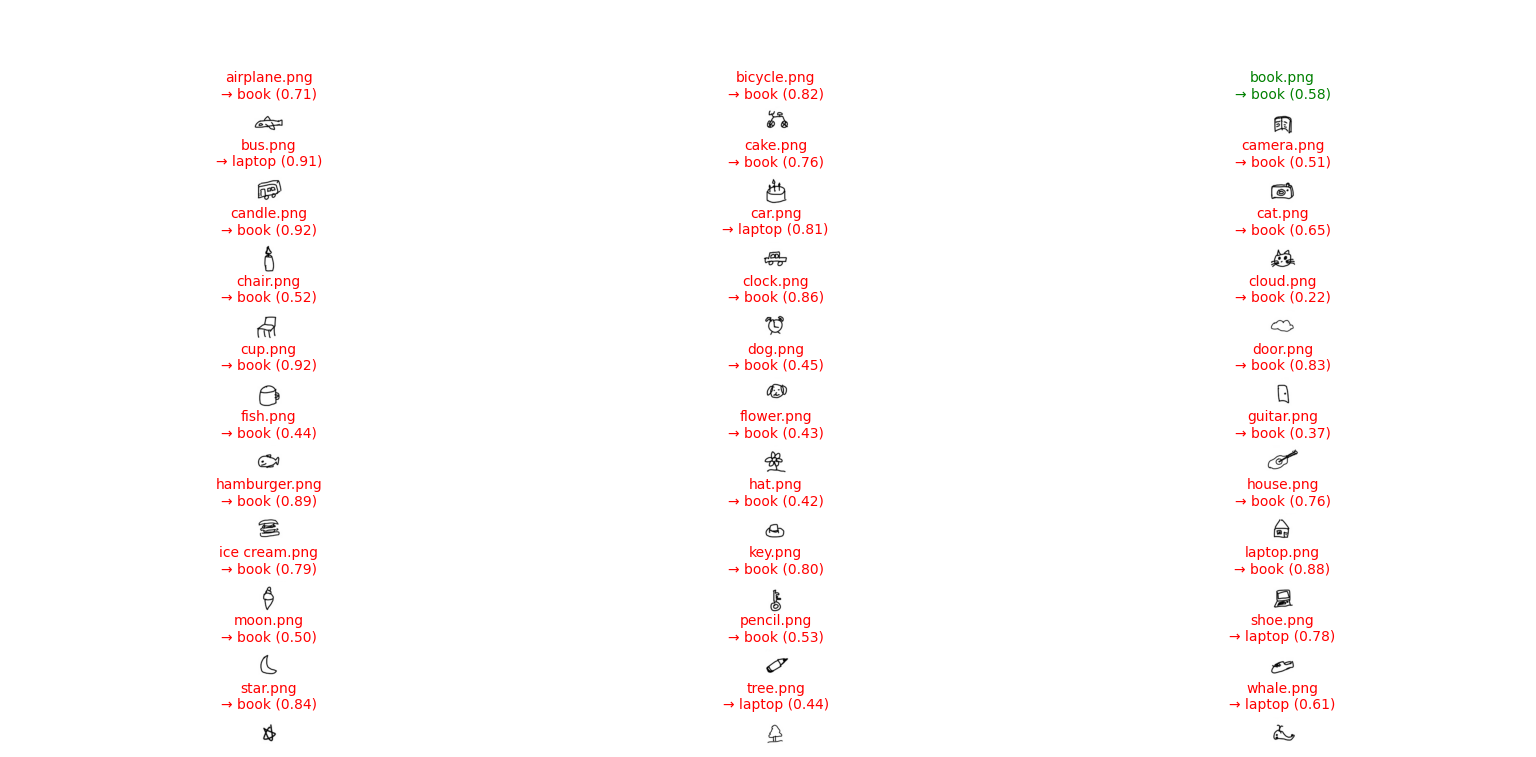 airplane.png
→ book (0.71)
bicycle.png
→ book (0.82)
book.png
→ book (0.58)
bus.png
→ laptop (0.91)
cake.png
→ book (0.76)
camera.png
→ book (0.51)
candle.png
→ book (0.92)
car.png
→ laptop (0.81)
cat.png
→ book (0.65)
chair.png
→ book (0.52)
clock.png
→ book (0.86)
cloud.png
→ book (0.22)
cup.png
→ book (0.92)
dog.png
→ book (0.45)
door.png
→ book (0.83)
fish.png
→ book (0.44)
flower.png
→ book (0.43)
guitar.png
→ book (0.37)
hamburger.png
→ book (0.89)
hat.png
→ book (0.42)
house.png
→ book (0.76)
ice cream.png
→ book (0.79)
key.png
→ book (0.80)
laptop.png
→ book (0.88)
moon.png
→ book (0.50)
pencil.png
→ book (0.53)
shoe.png
→ laptop (0.78)
star.png
→ book (0.84)
tree.png
→ laptop (0.44)
whale.png
→ laptop (0.61)